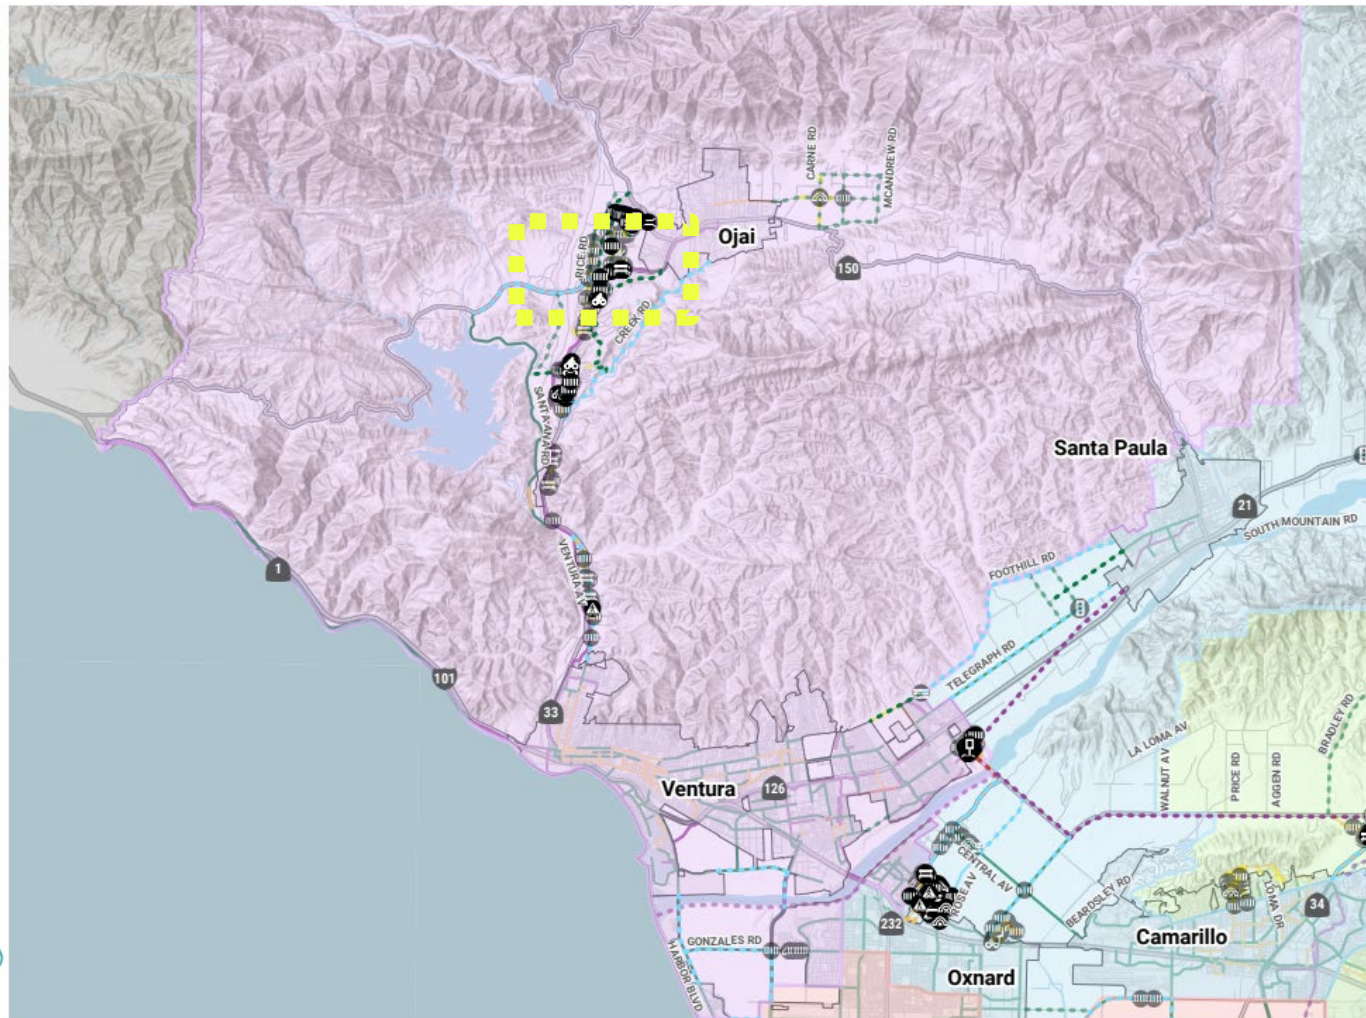 CARNE RD
MCANDREW RD
Ojai
RICE RD
150
CREEK RD
SANTA ANA RD
Santa Paula
21
SOUTH MOUNTAIN RD
FOOTHILL RD
VENTURA AV
1
TELEGRAPH RD
101
33
LA LOMA AV
BRADLEY RD
WALNUT AV
PRICE RD
AGGEN RD
Ventura
126
CENTRAL AV
ROSE AV
BEARDSLEY RD
LOMA DR
34
232
GONZALES RD
Camarillo
HARBOR BLVD
Oxnard